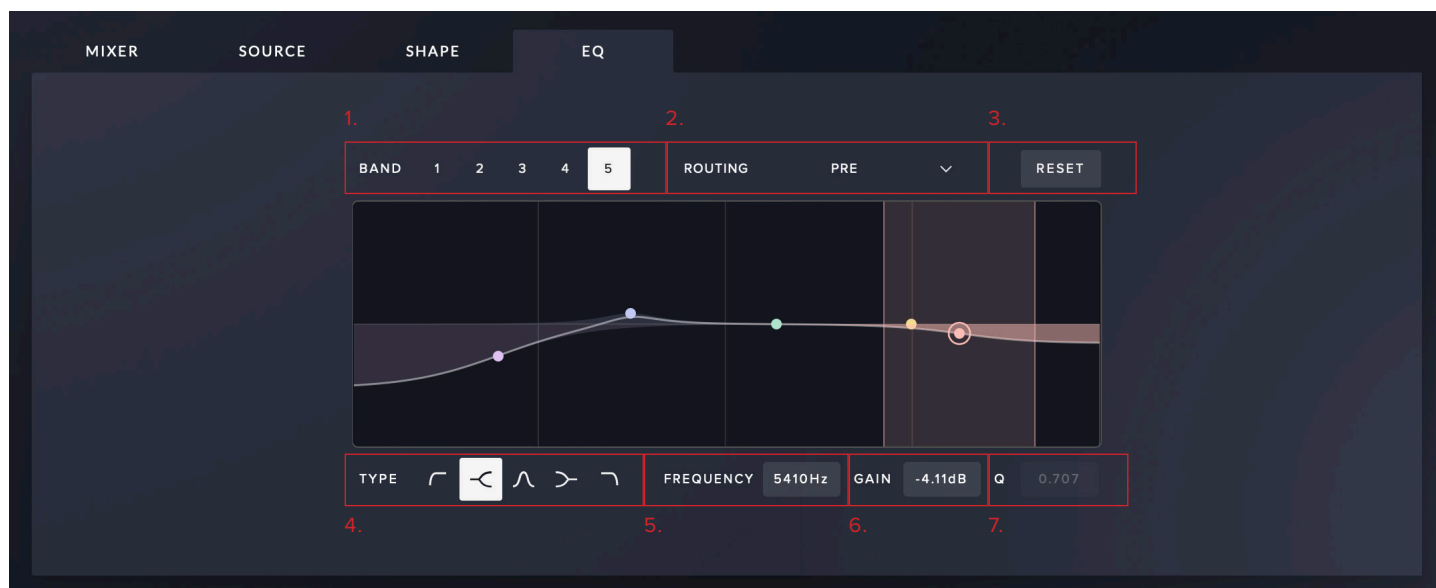 MIXER SOURCE SHAPE EQ
1. 2. 3.
BAND 1 2 3 4 5 ROUTING PRE RESET
TYPE FREQUENCY 5410Hz GAIN -4.11dB Q 0.707
4. 5. 6. 7.